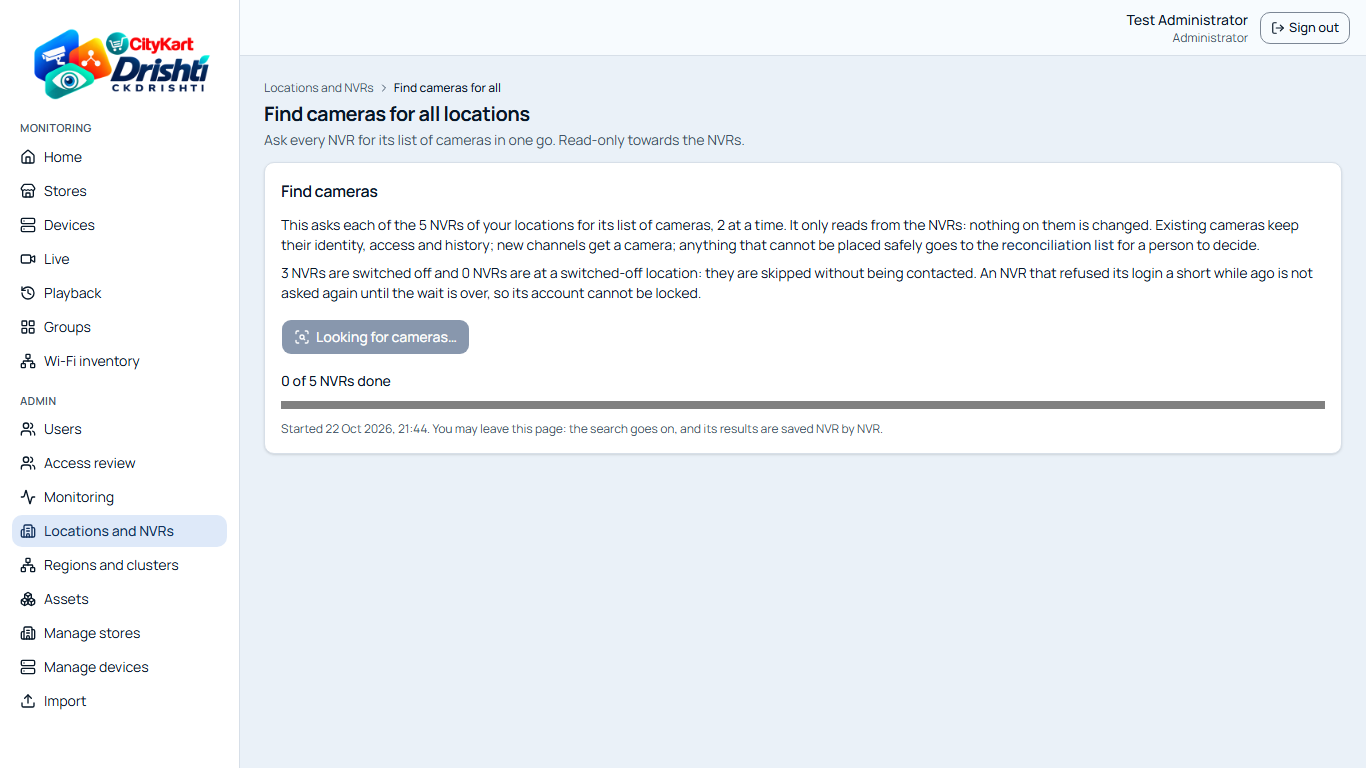 CityKart
Drishti
CKDRISHTI
Test Administrator
Administrator
Sign out
MONITORING
Home
Stores
Devices
Live
Playback
Groups
Wi-Fi inventory
ADMIN
Users
Access review
Monitoring
Locations and NVRs
Regions and clusters
Assets
Manage stores
Manage devices
Import
Locations and NVRs > Find cameras for all
Find cameras for all locations
Ask every NVR for its list of cameras in one go. Read-only towards the NVRs.
Find cameras
This asks each of the 5 NVRs of your locations for its list of cameras, 2 at a time. It only reads from the NVRs: nothing on them is changed. Existing cameras keep
their identity, access and history; new channels get a camera; anything that cannot be placed safely goes to the reconciliation list for a person to decide.
3 NVRs are switched off and 0 NVRs are at a switched-off location: they are skipped without being contacted. An NVR that refused its login a short while ago is not
asked again until the wait is over, so its account cannot be locked.
Looking for cameras…
0 of 5 NVRs done
Started 22 Oct 2026, 21:44. You may leave this page: the search goes on, and its results are saved NVR by NVR.